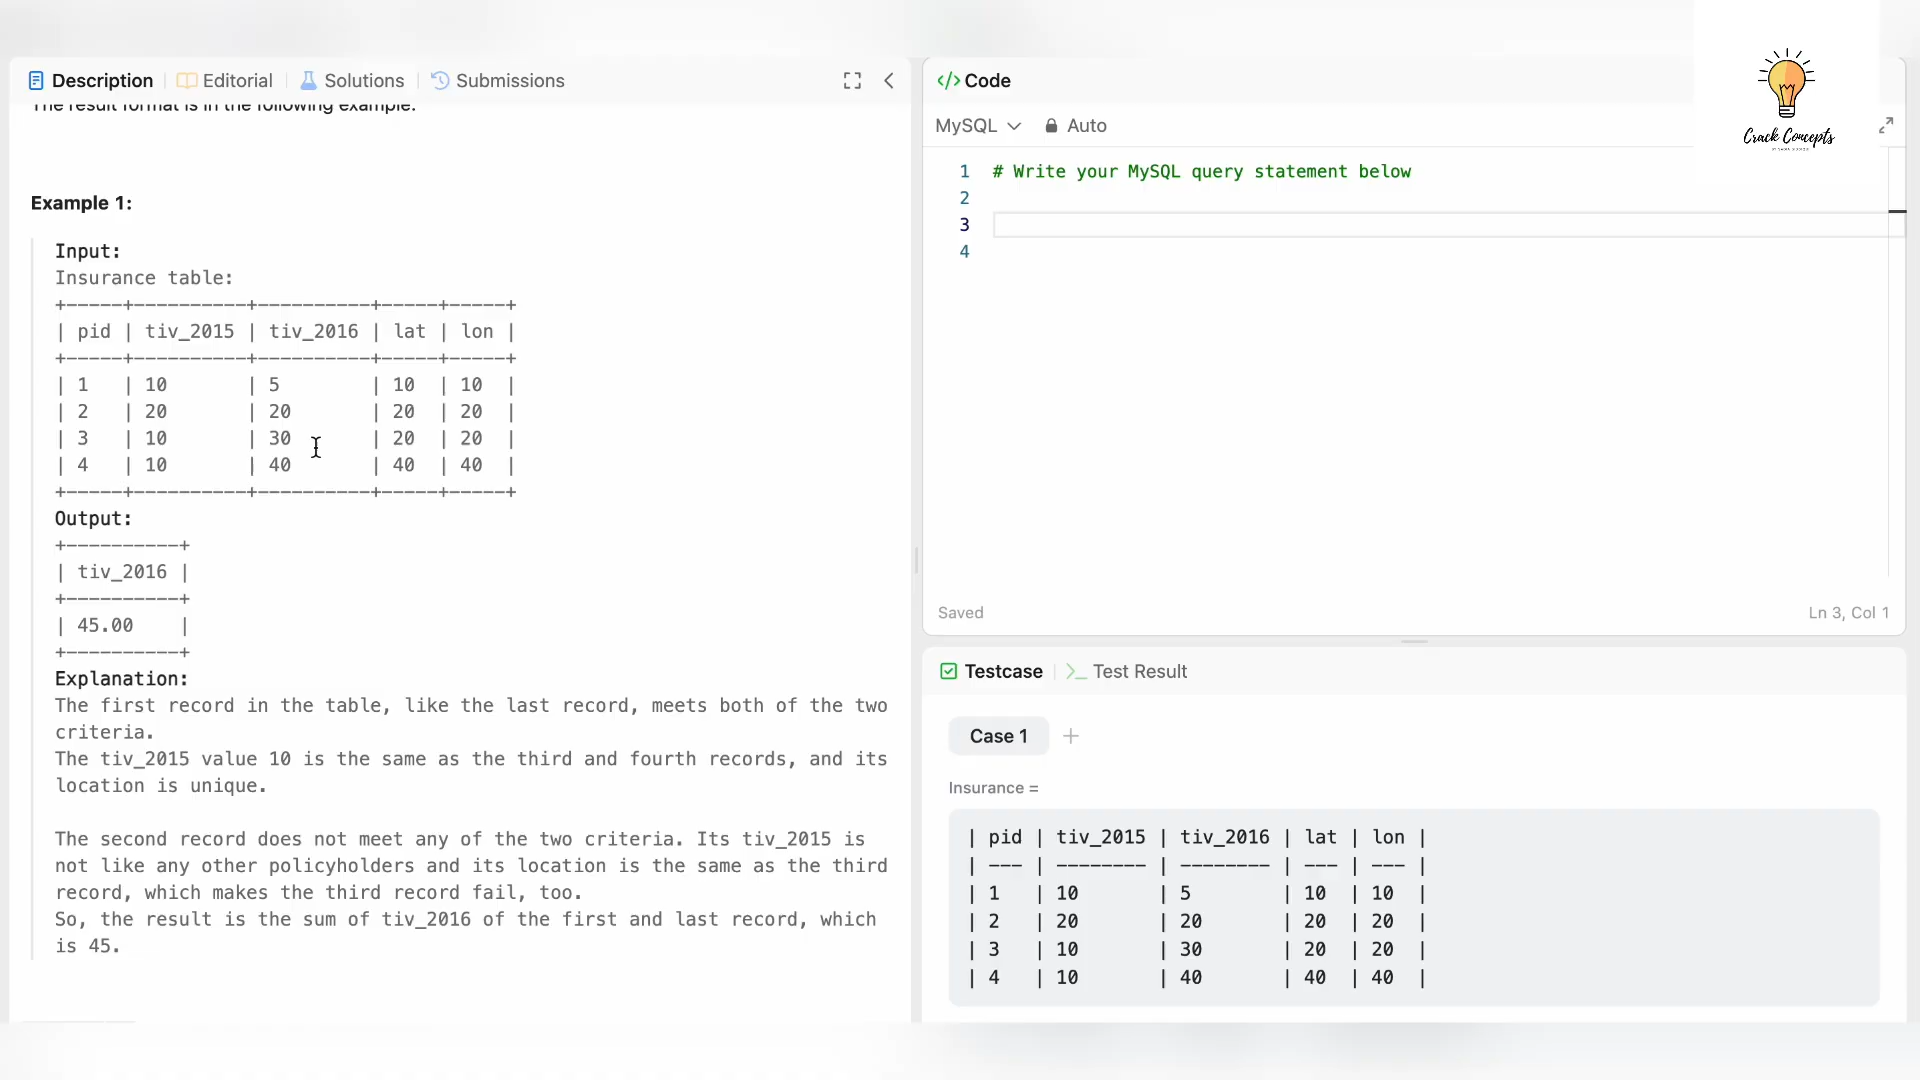 Description
Editorial
Solutions
Submissions
The result format is in the following example.
Example 1:
Input:
Insurance table:
+-----+----------+----------+-----+-----+
| pid | tiv_2015 | tiv_2016 | lat | lon |
+-----+----------+----------+-----+-----+
| 1   | 10       | 5        | 10  | 10  |
| 2   | 20       | 20       | 20  | 20  |
| 3   | 10       | 30       | 20  | 20  |
| 4   | 10       | 40       | 40  | 40  |
+-----+----------+----------+-----+-----+
Output:
+----------+
| tiv_2016 |
+----------+
| 45.00    |
+----------+
Explanation:
The first record in the table, like the last record, meets both of the two
criteria.
The tiv_2015 value 10 is the same as the third and fourth records, and its
location is unique.
The second record does not meet any of the two criteria. Its tiv_2015 is
not like any other policyholders and its location is the same as the third
record, which makes the third record fail, too.
So, the result is the sum of tiv_2016 of the first and last record, which
is 45.
</> Code
MySQL
Auto
1 # Write your MySQL query statement below
2
3
4
Saved
Ln 3, Col 1
Testcase
>_ Test Result
Case 1 +
Insurance =
| pid | tiv_2015 | tiv_2016 | lat | lon |
| --- | -------- | -------- | --- | --- |
| 1   | 10       | 5        | 10  | 10  |
| 2   | 20       | 20       | 20  | 20  |
| 3   | 10       | 30       | 20  | 20  |
| 4   | 10       | 40       | 40  | 40  |
Crack Concepts